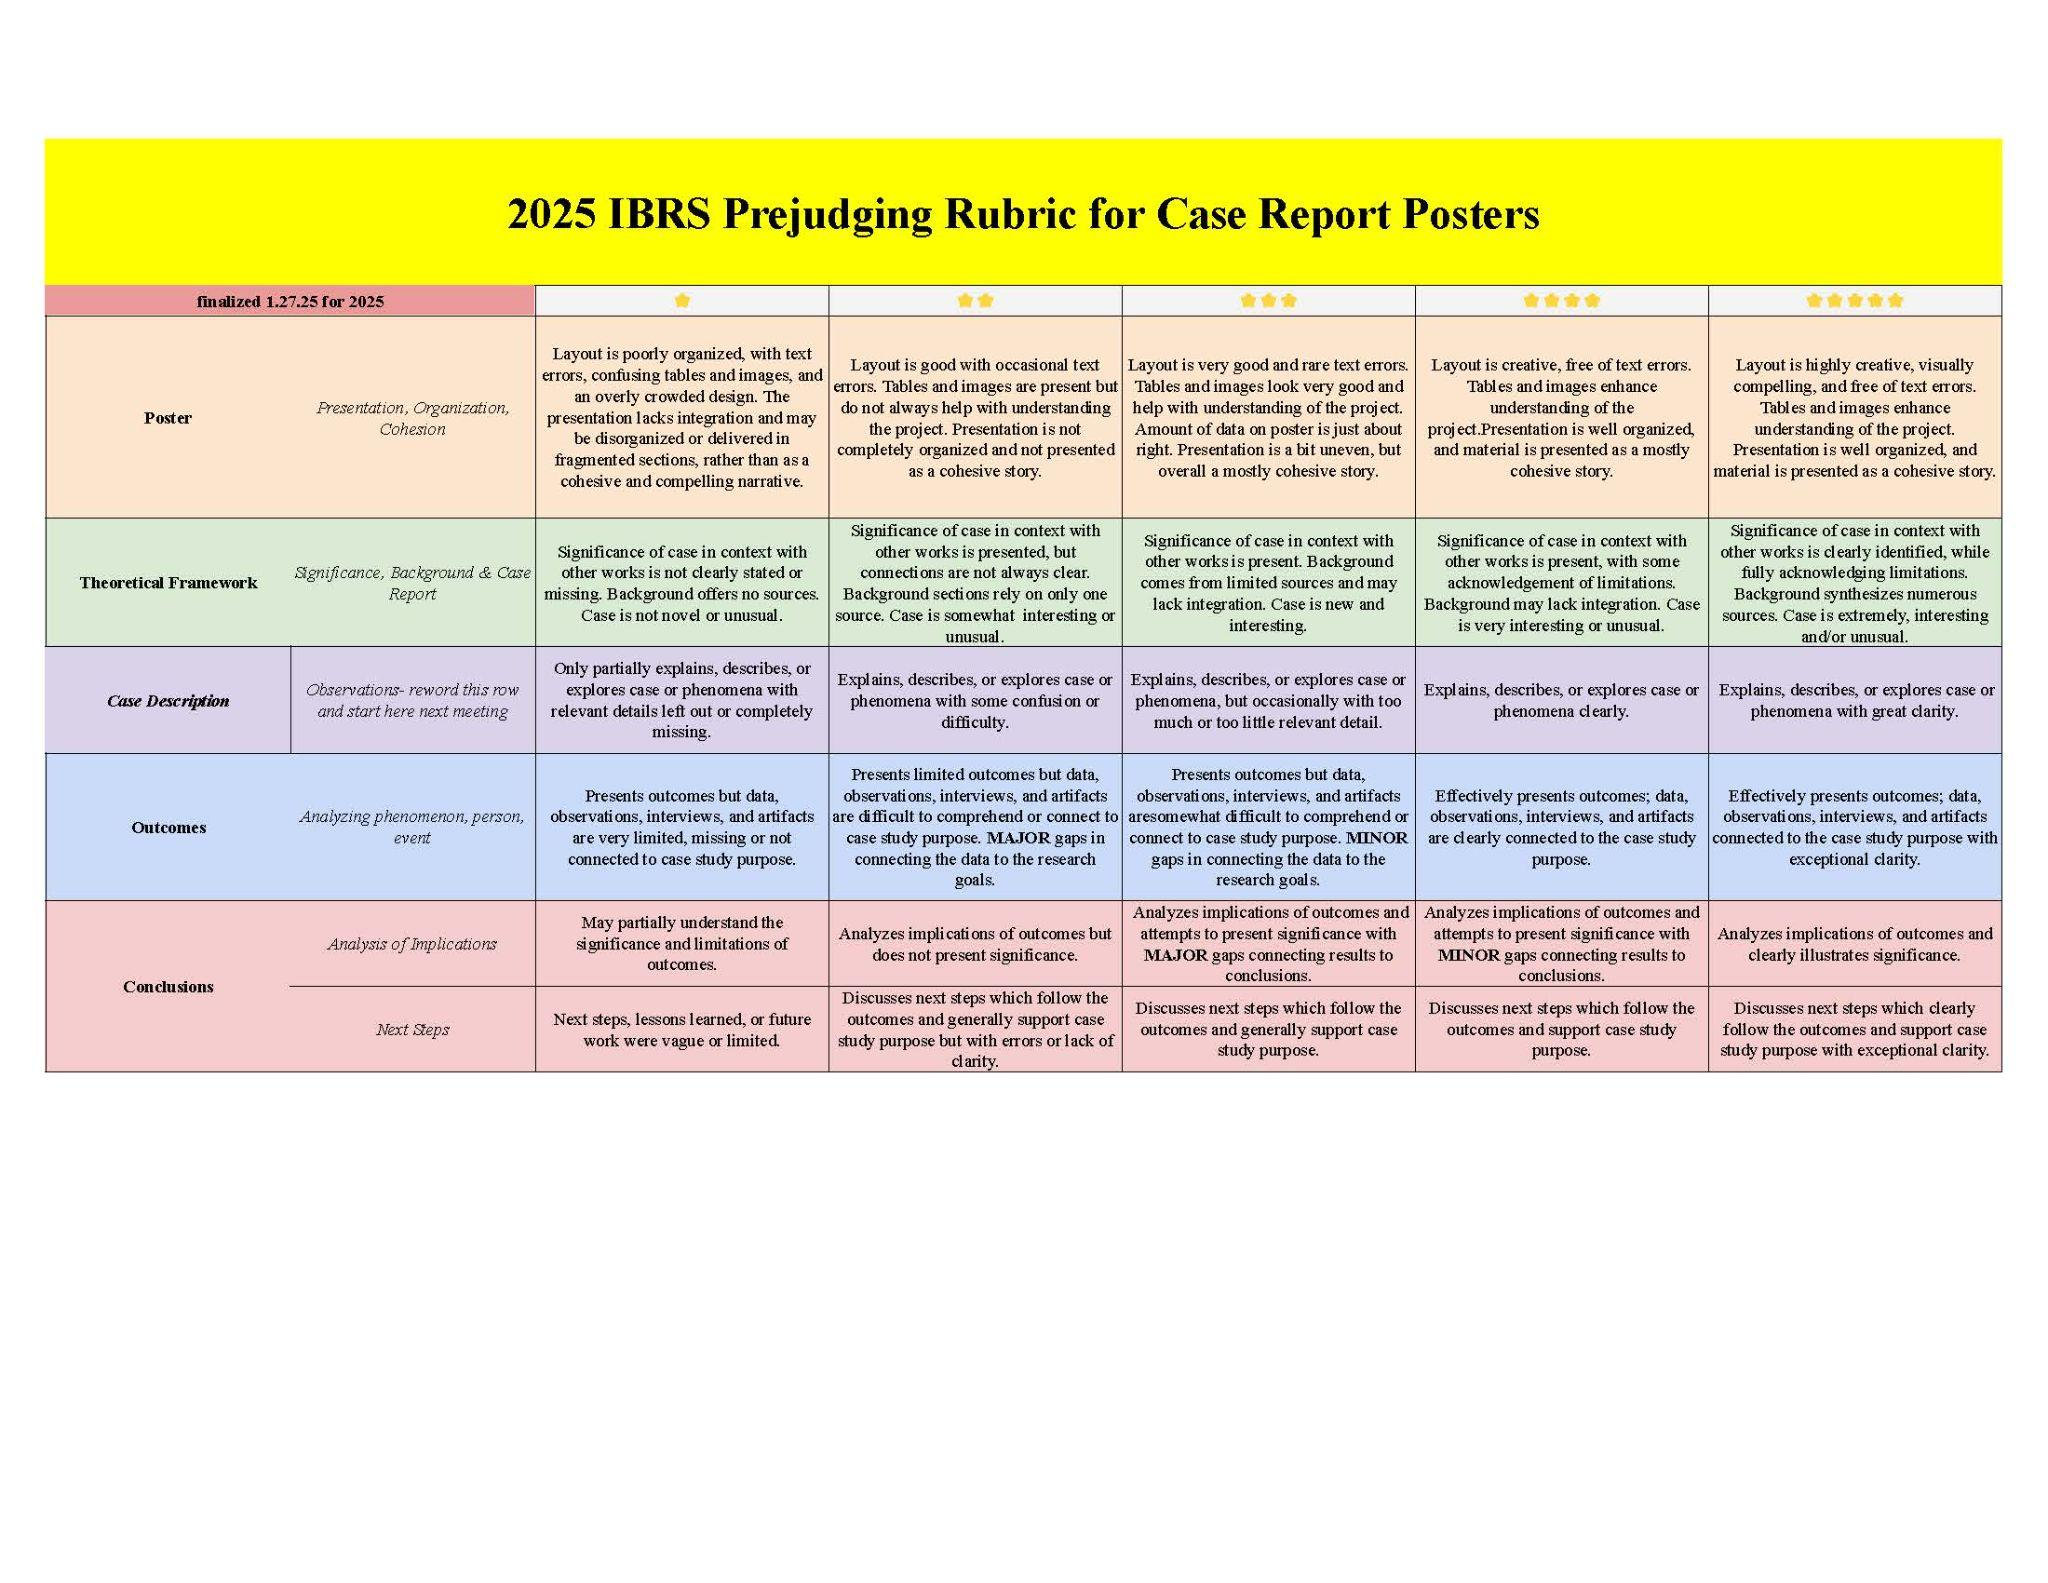 2025 IBRS Prejudging Rubric for Case Report Posters
finalized 1.27.25 for 2025
Poster
Presentation, Organization,
Cohesion
Layout is poorly organized, with text
errors, confusing tables and images, and
an overly crowded design. The
presentation lacks integration and may
be disorganized or delivered in
fragmented sections, rather than as a
cohesive and compelling narrative.
Layout is good with occasional text
errors. Tables and images are present but
do not always help with understanding
the project. Presentation is not
completely organized and not presented
as a cohesive story.
Layout is very good and rare text errors.
Tables and images look very good and
help with understanding of the project.
Amount of data on poster is just about
right. Presentation is a bit uneven, but
overall a mostly cohesive story.
Layout is creative, free of text errors.
Tables and images enhance
understanding of the
project.Presentation is well organized,
and material is presented as a mostly
cohesive story.
Layout is highly creative, visually
compelling, and free of text errors.
Tables and images enhance
understanding of the project.
Presentation is well organized, and
material is presented as a cohesive story.
Theoretical Framework
Significance, Background & Case
Report
Significance of case in context with
other works is not clearly stated or
missing. Background offers no sources.
Case is not novel or unusual.
Significance of case in context with
other works is presented, but
connections are not always clear.
Background sections rely on only one
source. Case is somewhat interesting or
unusual.
Significance of case in context with
other works is present. Background
comes from limited sources and may
lack integration. Case is new and
interesting.
Significance of case in context with
other works is present, with some
acknowledgement of limitations.
Background may lack integration. Case
is very interesting or unusual.
Significance of case in context with
other works is clearly identified, while
fully acknowledging limitations.
Background synthesizes numerous
sources. Case is extremely, interesting
and/or unusual.
Case Description
Observations- reword this row
and start here next meeting
Only partially explains, describes, or
explores case or phenomena with
relevant details left out or completely
missing.
Explains, describes, or explores case or
phenomena with some confusion or
difficulty.
Explains, describes, or explores case or
phenomena, but occasionally with too
much or too little relevant detail.
Explains, describes, or explores case or
phenomena clearly.
Explains, describes, or explores case or
phenomena with great clarity.
Outcomes
Analyzing phenomenon, person,
event
Presents outcomes but data,
observations, interviews, and artifacts
are very limited, missing or not
connected to case study purpose.
Presents limited outcomes but data,
observations, interviews, and artifacts
are difficult to comprehend or connect to
case study purpose. MAJOR gaps in
connecting the data to the research
goals.
Presents outcomes but data,
observations, interviews, and artifacts
aresomewhat difficult to comprehend or
connect to case study purpose. MINOR
gaps in connecting the data to the
research goals.
Effectively presents outcomes; data,
observations, interviews, and artifacts
are clearly connected to the case study
purpose.
Effectively presents outcomes; data,
observations, interviews, and artifacts
connected to the case study purpose with
exceptional clarity.
Conclusions
Analysis of Implications
May partially understand the
significance and limitations of
outcomes.
Analyzes implications of outcomes but
does not present significance.
Analyzes implications of outcomes and
attempts to present significance with
MAJOR gaps connecting results to
conclusions.
Analyzes implications of outcomes and
attempts to present significance with
MINOR gaps connecting results to
conclusions.
Analyzes implications of outcomes and
clearly illustrates significance.
Next Steps
Next steps, lessons learned, or future
work were vague or limited.
Discusses next steps which follow the
outcomes and generally support case
study purpose but with errors or lack of
clarity.
Discusses next steps which follow the
outcomes and generally support case
study purpose.
Discusses next steps which follow the
outcomes and support case study
purpose.
Discusses next steps which clearly
follow the outcomes and support case
study purpose with exceptional clarity.